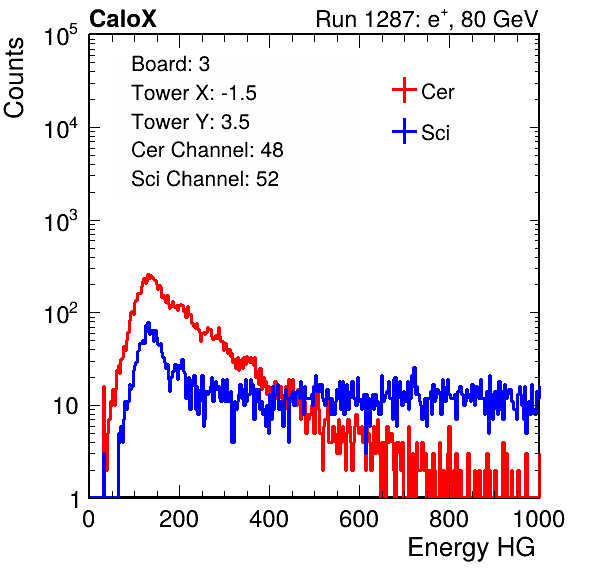 CaloX Run 1287: e⁺, 80 GeV
Counts
Board: 3
Tower X: -1.5
Tower Y: 3.5
Cer Channel: 48
Sci Channel: 52
Cer
Sci
10⁵
10⁴
10³
10²
10
1
0 200 400 600 800 1000
Energy HG